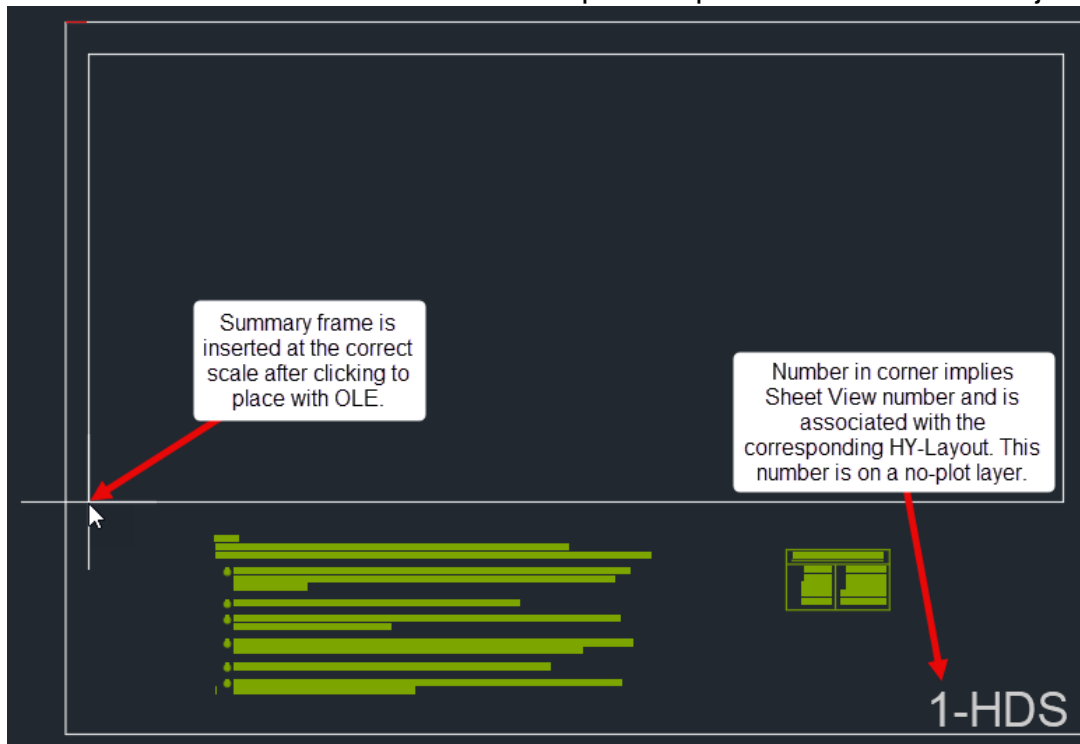 Summary frame is
inserted at the correct
scale after clicking to
place with OLE.
Number in corner implies
Sheet View number and is
associated with the
corresponding HY-Layout. This
number is on a no-plot layer.
1-HDS